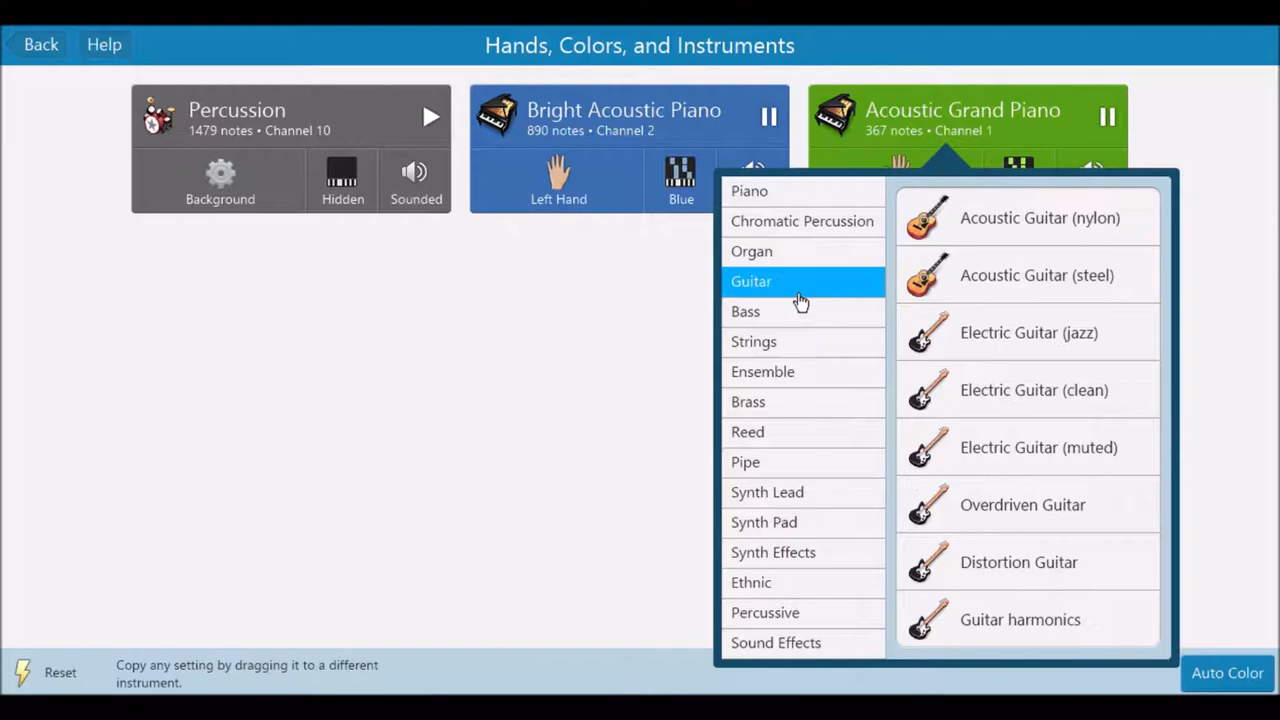 Back
Help
Hands, Colors, and Instruments
Percussion
1479 notes • Channel 10
Background
Hidden
Sounded
Bright Acoustic Piano
890 notes • Channel 2
Left Hand
Blue
Acoustic Grand Piano
367 notes • Channel 1
Piano
Chromatic Percussion
Organ
Guitar
Bass
Strings
Ensemble
Brass
Reed
Pipe
Synth Lead
Synth Pad
Synth Effects
Ethnic
Percussive
Sound Effects
Acoustic Guitar (nylon)
Acoustic Guitar (steel)
Electric Guitar (jazz)
Electric Guitar (clean)
Electric Guitar (muted)
Overdriven Guitar
Distortion Guitar
Guitar harmonics
Reset
Copy any setting by dragging it to a different
instrument.
Auto Color